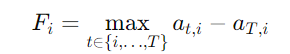 $F_i = \max_{t \in \{i, \ldots, T\}} a_{t,i} - a_{T,i}$